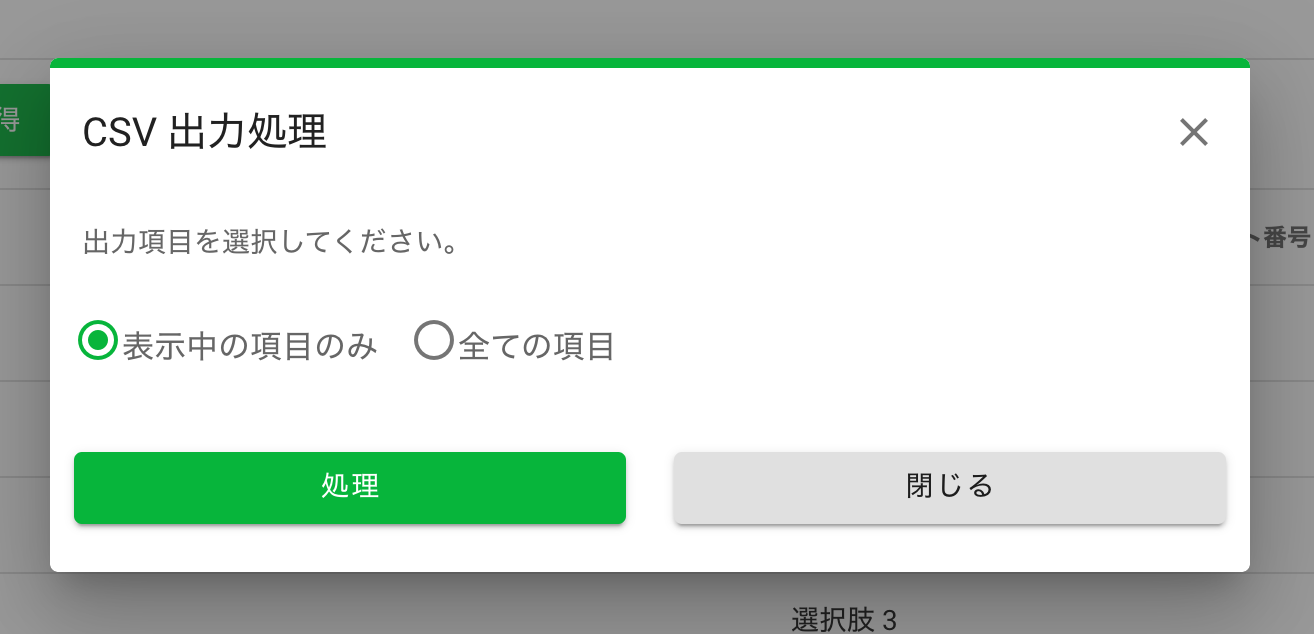 得
CSV 出力処理
出力項目を選択してください。
ト番号
表示中の項目のみ 全ての項目
処理 閉じる
選択肢 3